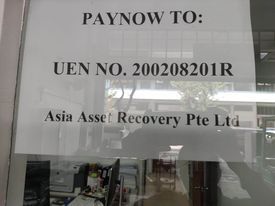 PAYNOW TO:
UEN NO. 200208201R
Asia Asset Recovery Pte Ltd